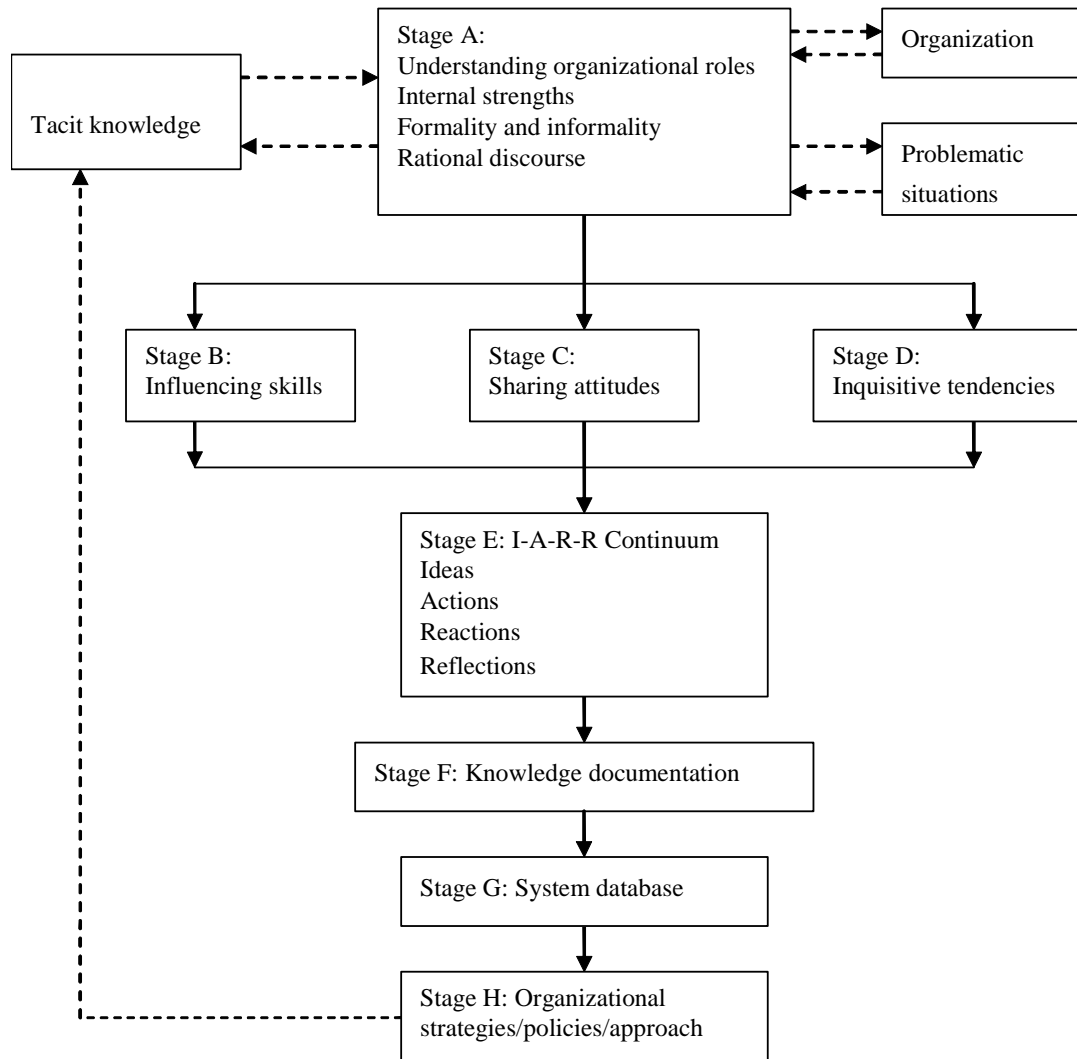 Stage A:
Understanding organizational roles
Internal strengths
Formality and informality
Rational discourse
Organization
Tacit knowledge
Problematic
situations
Stage B:
Influencing skills
Stage C:
Sharing attitudes
Stage D:
Inquisitive tendencies
Stage E: I-A-R-R Continuum
Ideas
Actions
Reactions
Reflections
Stage F: Knowledge documentation
Stage G: System database
Stage H: Organizational
strategies/policies/approach